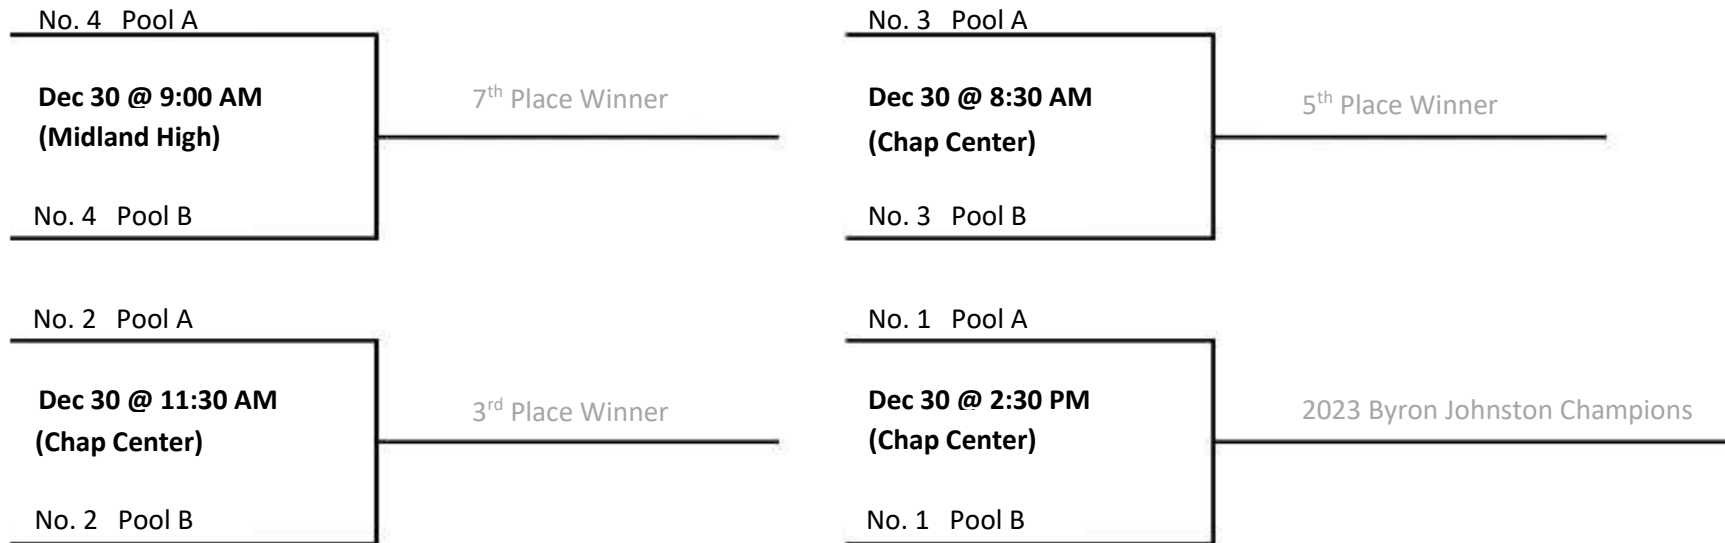 No. 4 Pool A
Dec 30 @ 9:00 AM
(Midland High)
7th Place Winner
No. 4 Pool B
No. 3 Pool A
Dec 30 @ 8:30 AM
(Chap Center)
5th Place Winner
No. 3 Pool B
No. 2 Pool A
Dec 30 @ 11:30 AM
(Chap Center)
3rd Place Winner
No. 2 Pool B
No. 1 Pool A
Dec 30 @ 2:30 PM
(Chap Center)
2023 Byron Johnston Champions
No. 1 Pool B